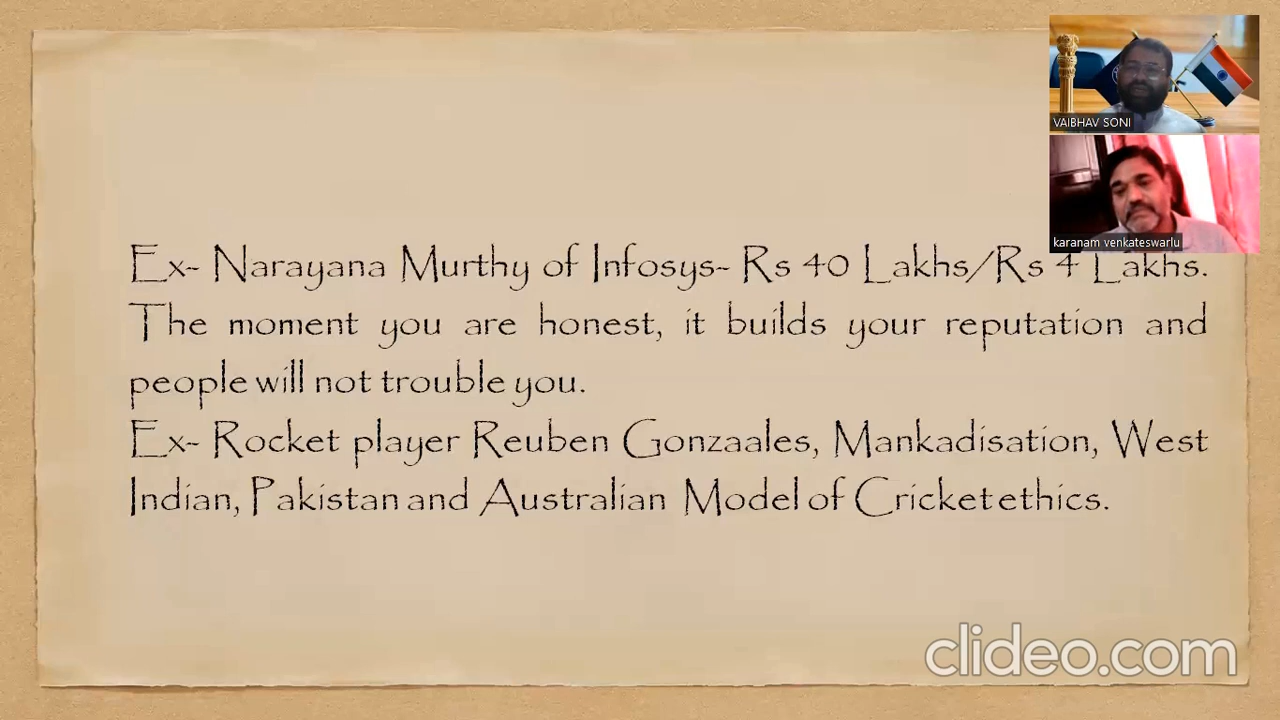 VAIBHAV SONI
karanam venkateswarlu
Ex- Narayana Murthy of Infosys- Rs 40 Lakhs/Rs 4 Lakhs.
The moment you are honest, it builds your reputation and
people will not trouble you.
Ex- Rocket player Reuben Gonzaales, Mankadisation, West
Indian, Pakistan and Australian Model of Cricket ethics.
clideo.com